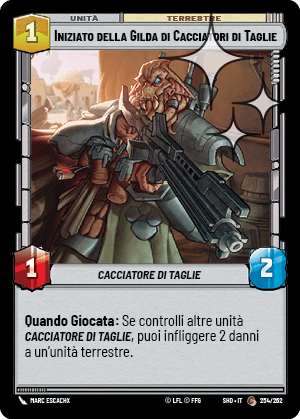 UNITÀ
TERRESTRE
1
INIZIATO DELLA GILDA DI CACCIATORI DI TAGLIE
1
2
CACCIATORE DI TAGLIE
Quando Giocata: Se controlli altre unità
CACCIATORE DI TAGLIE, puoi infliggere 2 danni
a un'unità terrestre.
MARC ESCACHX
© LFL © FFG
SHD • IT
254/262